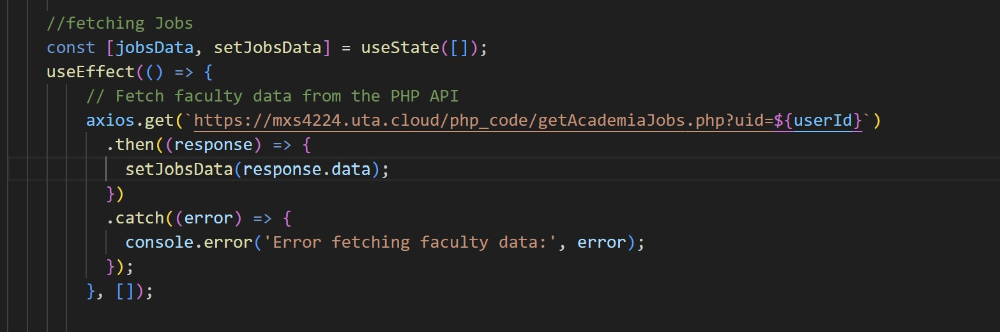 //fetching Jobs
const [jobsData, setJobsData] = useState([]);
useEffect(() => {
// Fetch faculty data from the PHP API
axios.get(`https://mxs4224.uta.cloud/php_code/getAcademiaJobs.php?uid=${userId}`)
.then((response) => {
setJobsData(response.data);
})
.catch((error) => {
console.error('Error fetching faculty data:', error);
});
}, []);